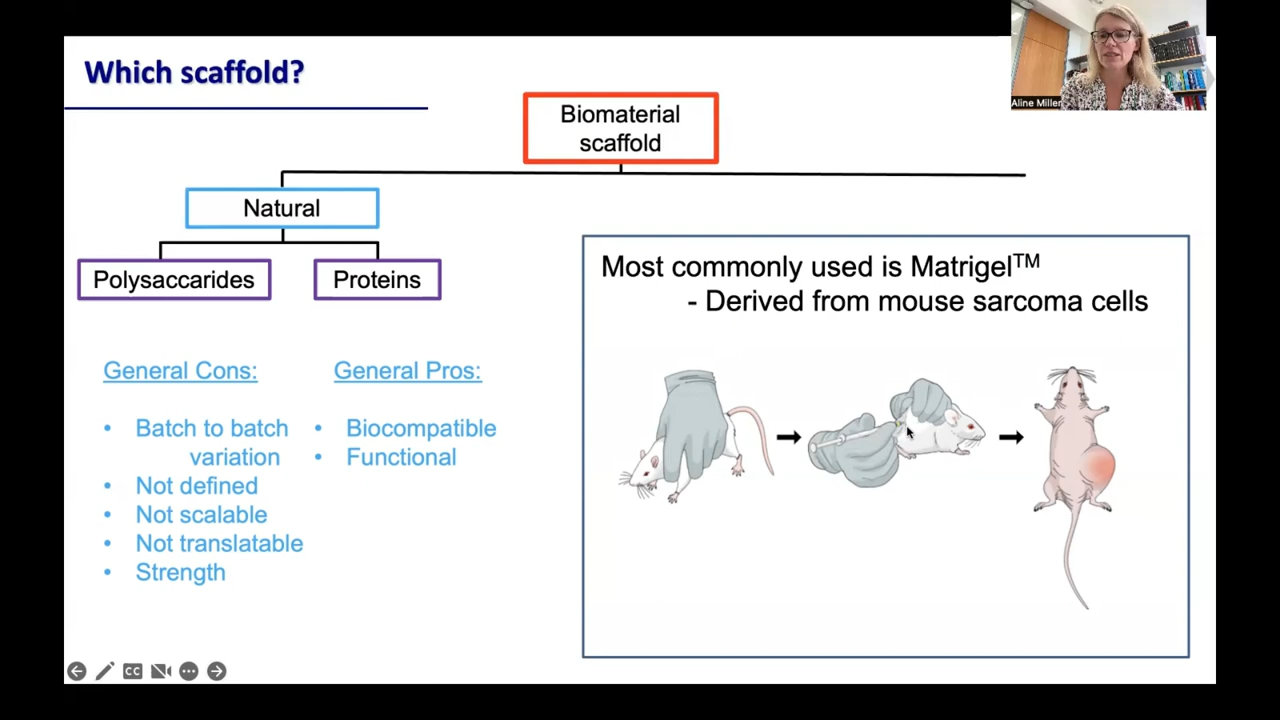 Which scaffold?
Aline Miller
Biomaterial
scaffold
Natural
Polysaccarides
Proteins
Most commonly used is Matrigel™
- Derived from mouse sarcoma cells
General Cons:
• Batch to batch
variation
• Not defined
• Not scalable
• Not translatable
• Strength
General Pros:
• Biocompatible
• Functional
CC